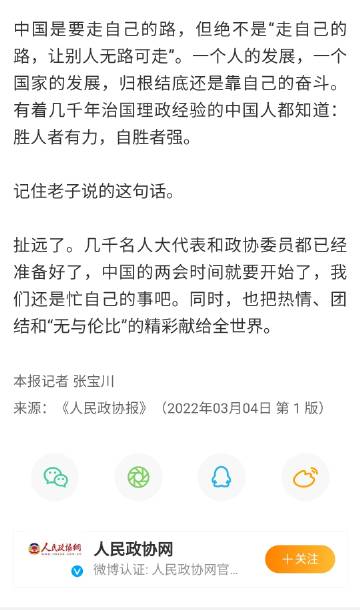 中国是要走自己的路，但绝不是“走自己的
路，让别人无路可走”。一个人的发展，一个
国家的发展，归根结底还是靠自己的奋斗。
有着几千年治国理政经验的中国人都知道：
胜人者有力，自胜者强。
记住老子说的这句话。
扯远了。几千名人大代表和政协委员都已经
准备好了，中国的两会时间就要开始了，我
们还是忙自己的事吧。同时，也把热情、团
结和“无与伦比”的精彩献给全世界。
本报记者 张宝川
来源：《人民政协报》（2022年03月04日 第 1 版）
人民政协网
人民政协网
微博认证: 人民政协网官...
＋关注